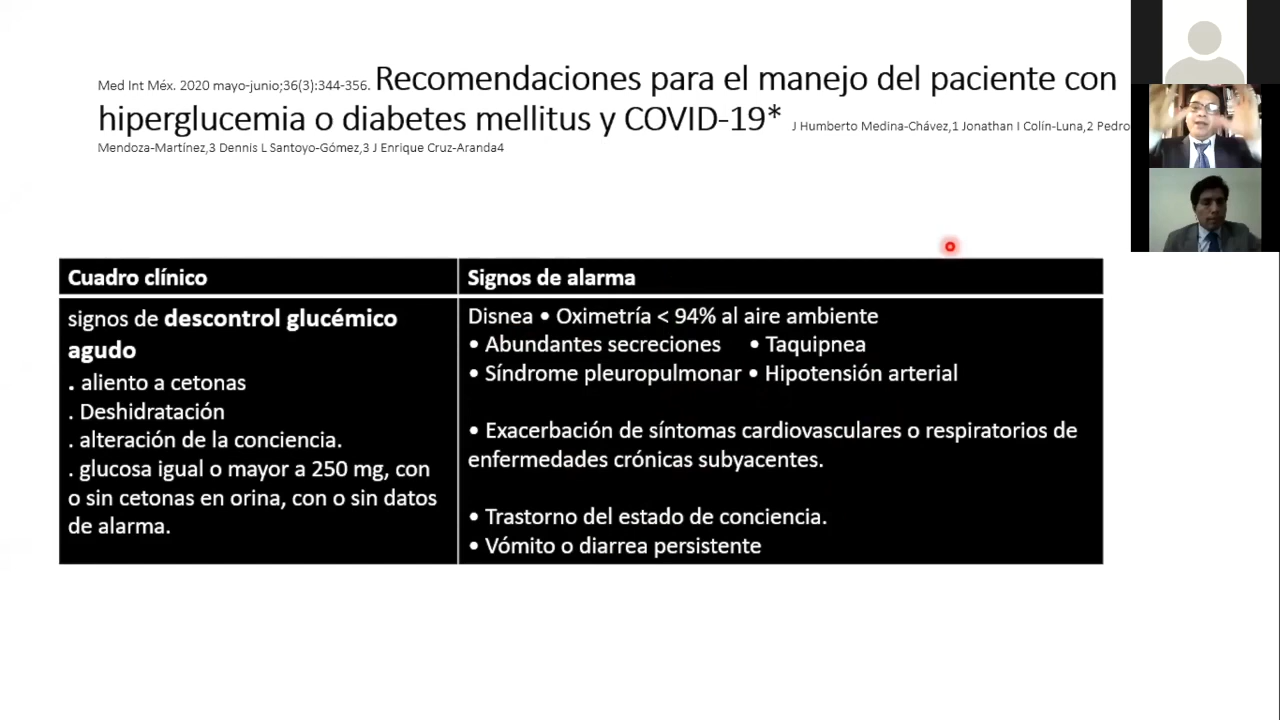 Med Int Méx. 2020 mayo-junio;36(3):344-356. Recomendaciones para el manejo del paciente con
hiperglucemia o diabetes mellitus y COVID-19* J Humberto Medina-Chávez,1 Jonathan I Colín-Luna,2 Pedro
Mendoza-Martínez,3 Dennis L Santoyo-Gómez,3 J Enrique Cruz-Aranda4
Cuadro clínico
signos de descontrol glucémico
agudo
. aliento a cetonas
. Deshidratación
. alteración de la conciencia.
. glucosa igual o mayor a 250 mg, con
o sin cetonas en orina, con o sin datos
de alarma.
Signos de alarma
Disnea • Oximetría < 94% al aire ambiente
• Abundantes secreciones • Taquipnea
• Síndrome pleuropulmonar • Hipotensión arterial
• Exacerbación de síntomas cardiovasculares o respiratorios de
enfermedades crónicas subyacentes.
• Trastorno del estado de conciencia.
• Vómito o diarrea persistente